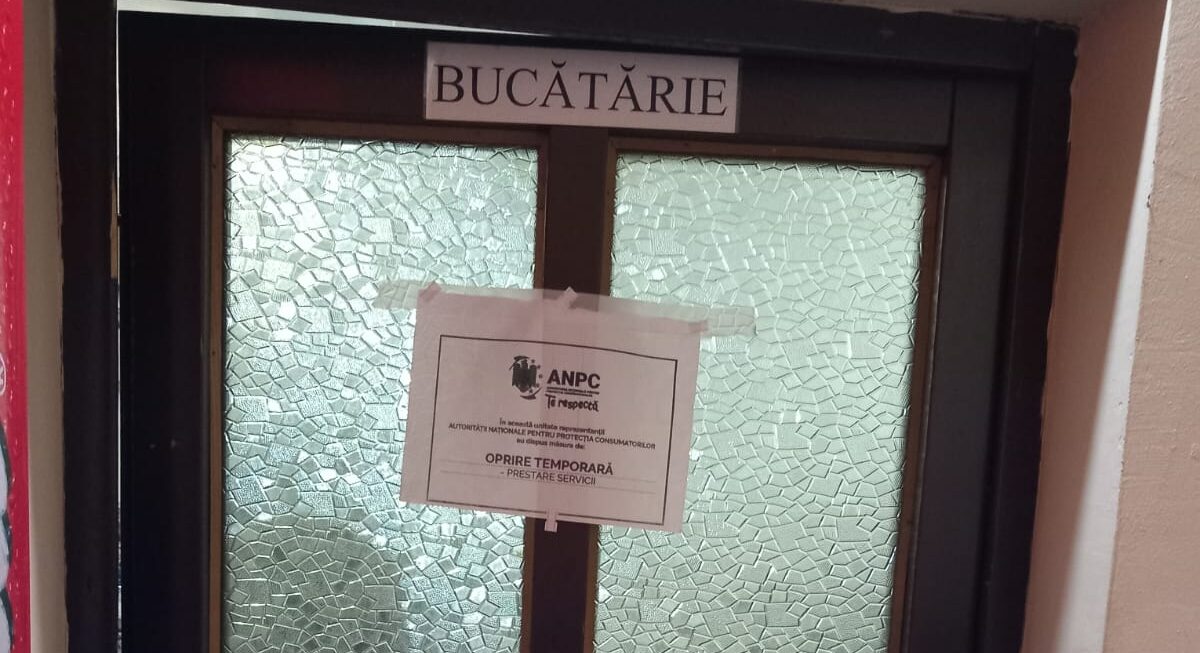 BUCĂTĂRIE
ANPC
Te respectă
În această unitate reprezentanții
AUTORITĂȚII NAȚIONALE PENTRU PROTECȚIA CONSUMATORILOR
au dispus măsura de:
OPRIRE TEMPORARĂ
- PRESTARE SERVICII